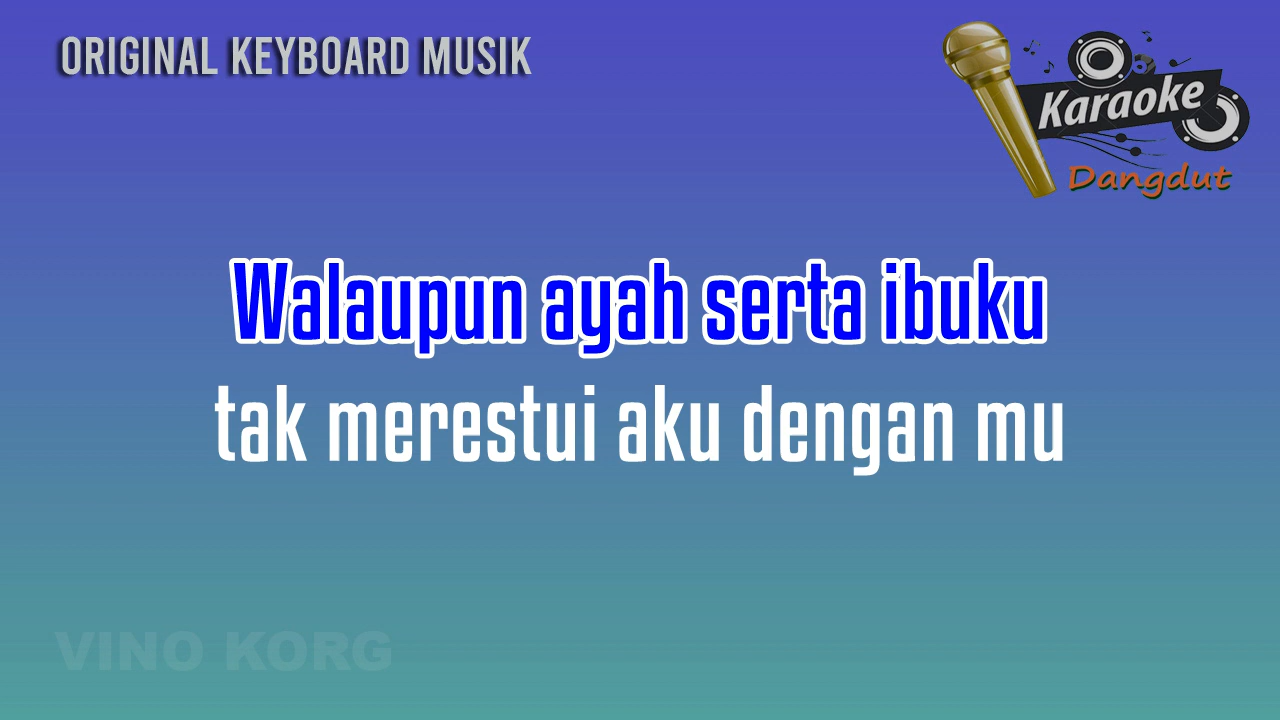 ORIGINAL KEYBOARD MUSIK
Karaoke
Dangdut
Walaupun ayah serta ibuku
tak merestui aku dengan mu
VINO KORG